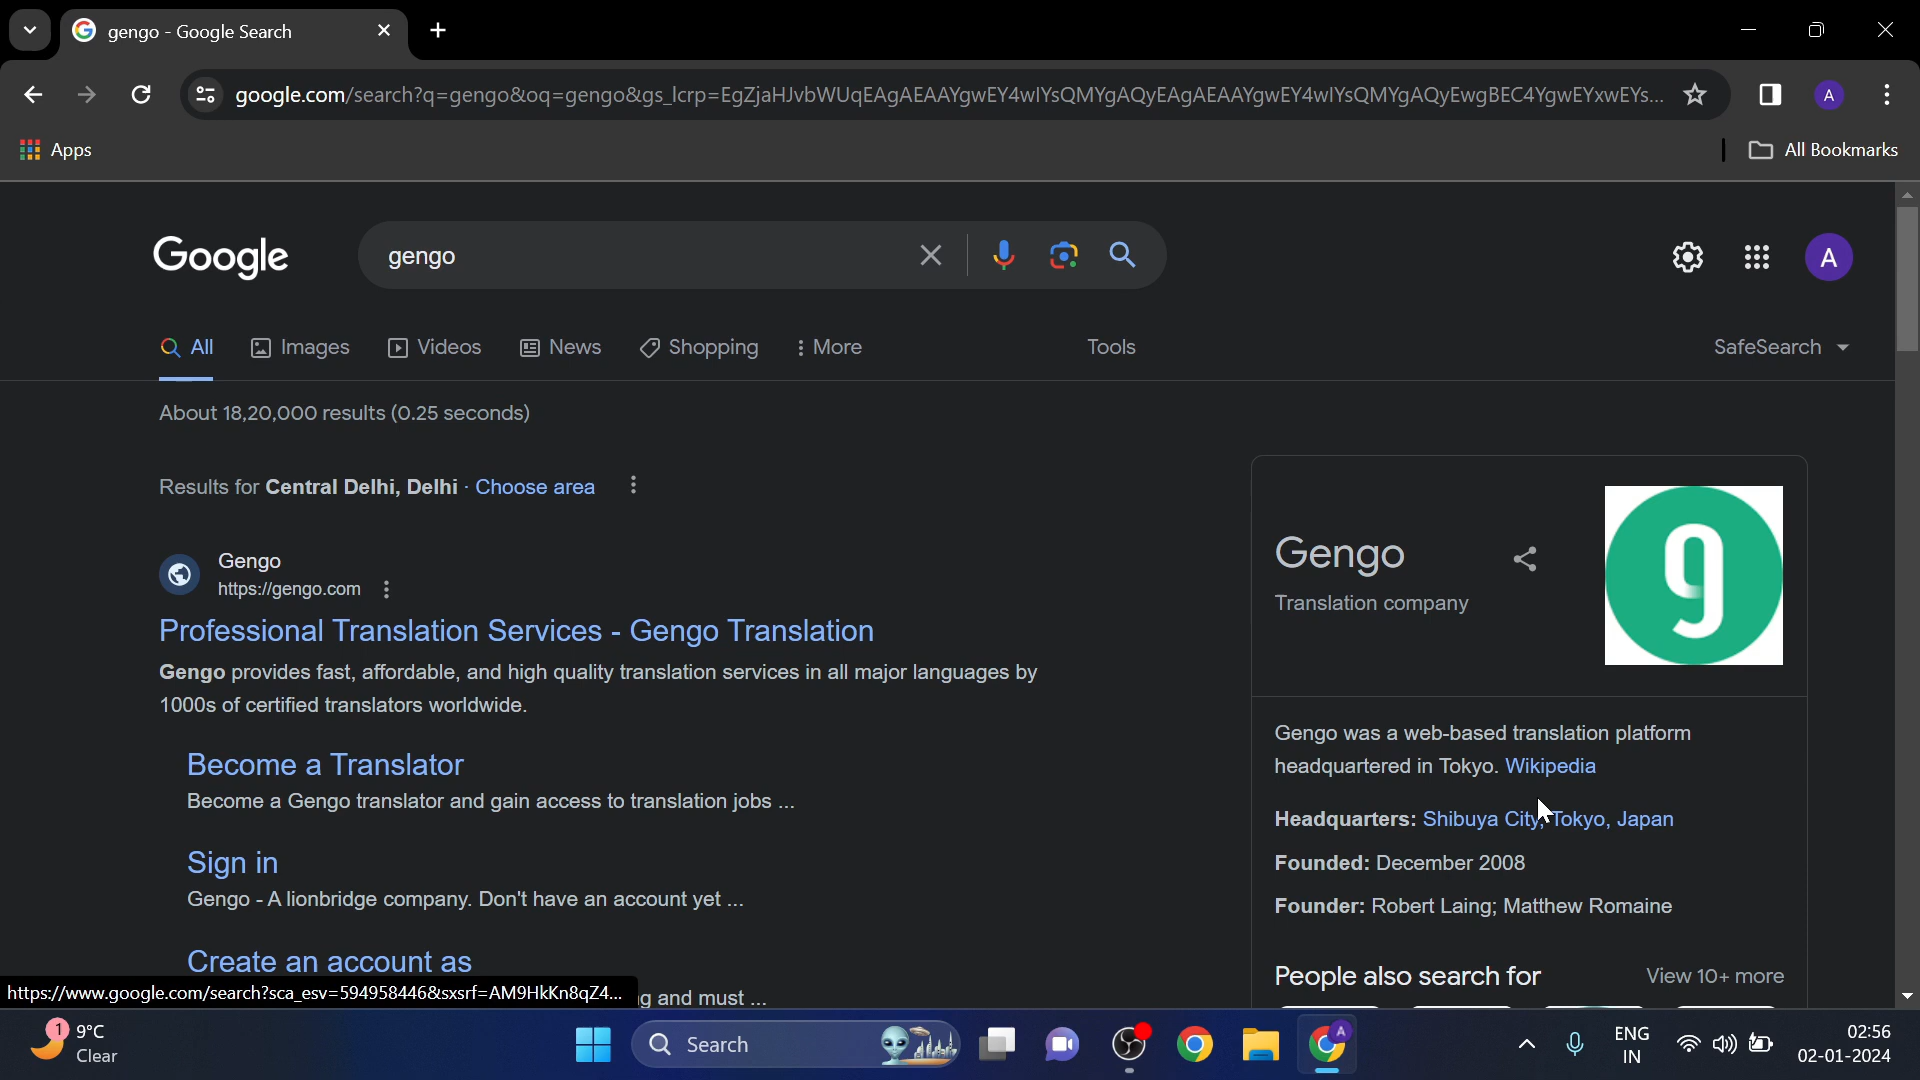 gengo - Google Search
google.com/search?q=gengo&oq=gengo&gs_lcrp=EgZjaHJvbWUqEAgAEAAYgwEY4wIYsQMYgAQyEAgAEAAYgwEY4wIYsQMYgAQyEwgBEC4YgwEYxwEYs...
A
Apps
All Bookmarks
Google
gengo
A
All
Images
Videos
News
Shopping
More
Tools
SafeSearch
About 18,20,000 results (0.25 seconds)
Results for Central Delhi, Delhi · Choose area
Gengo
https://gengo.com
Professional Translation Services - Gengo Translation
Gengo provides fast, affordable, and high quality translation services in all major languages by
1000s of certified translators worldwide.
Become a Translator
Become a Gengo translator and gain access to translation jobs ...
Sign in
Gengo - A lionbridge company. Don't have an account yet ...
Create an account as
g and must ...
https://www.google.com/search?sca_esv=594958446&sxsrf=AM9HkKn8qZ4...
Gengo
Translation company
g
Gengo was a web-based translation platform
headquartered in Tokyo. Wikipedia
Headquarters: Shibuya City, Tokyo, Japan
Founded: December 2008
Founder: Robert Laing; Matthew Romaine
People also search for
View 10+ more
1
9°C
Clear
Search
A
ENG
IN
02:56
02-01-2024